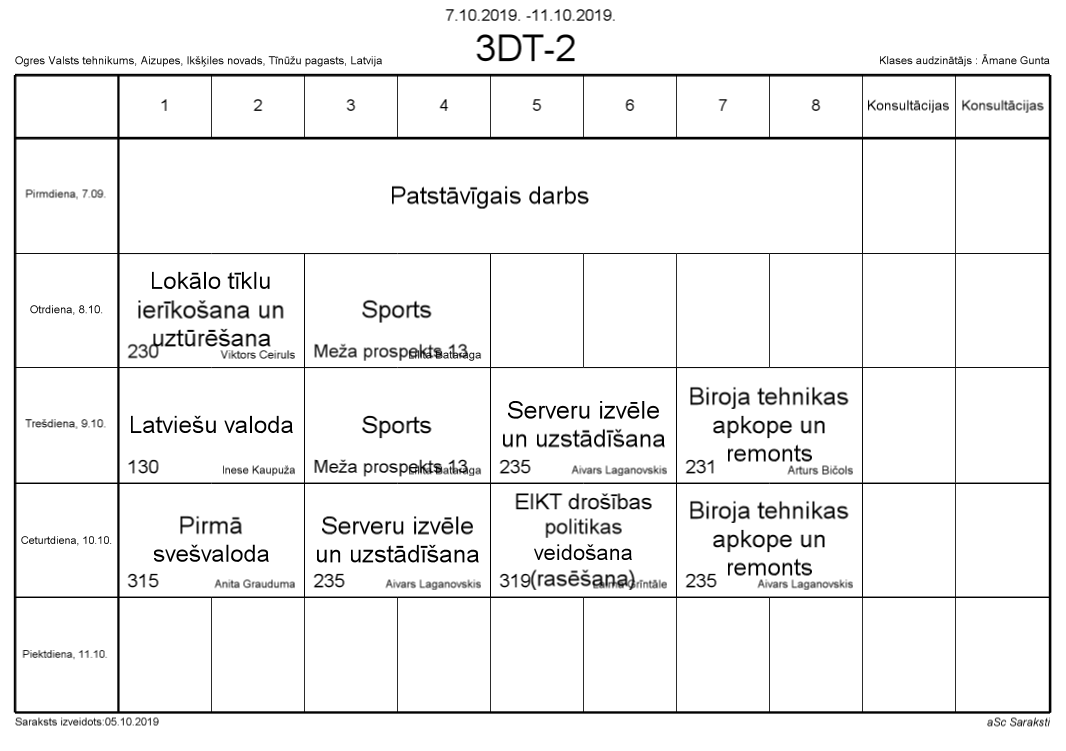 7.10.2019. -11.10.2019.
3DT-2
Ogres Valsts tehnikums, Aizupes, Ikšķiles novads, Tīnūžu pagasts, Latvija
Klases audzinātājs : Āmane Gunta
1 2 3 4 5 6 7 8 Konsultācijas Konsultācijas
Pirmdiena, 7.09.
Patstāvīgais darbs
Otrdiena, 8.10.
Lokālo tīklu
ierīkošana un
uztūrēšana
230 Viktors Ceiruls
Sports
Meža prospekts 13
Trešdiena, 9.10.
Latviešu valoda
130 Inese Kaupuža
Sports
Meža prospekts 13
Serveru izvēle
un uzstādīšana
235 Aivars Laganovskis
Biroja tehnikas
apkope un
remonts
231 Arturs Bičols
Ceturtdiena, 10.10.
Pirmā
svešvaloda
315 Anita Grauduma
Serveru izvēle
un uzstādīšana
235 Aivars Laganovskis
EIKT drošības
politikas
veidošana
(rasēšana)
319 Grīntāle
Biroja tehnikas
apkope un
remonts
235 Aivars Laganovskis
Piektdiena, 11.10.
Saraksts izveidots:05.10.2019
aSc Saraksti